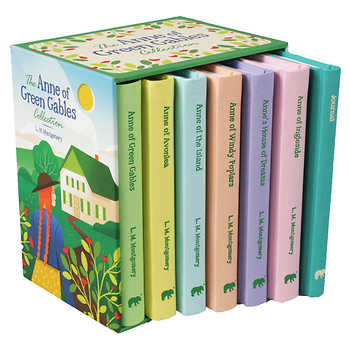 The
Anne of
Green Gables
Collection
The
Anne of
Green Gables
Collection
L. M. Montgomery
Anne of Green Gables
L. M. Montgomery
Anne of Avonlea
L. M. Montgomery
Anne of the Island
L. M. Montgomery
Anne of Windy Poplars
L. M. Montgomery
Anne's House of Dreams
L. M. Montgomery
Anne of Ingleside
L. M. Montgomery
Journal